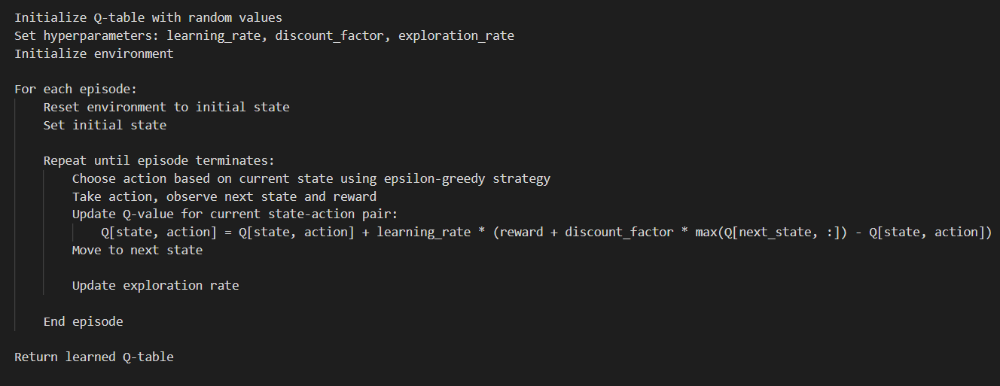 Initialize Q-table with random values
Set hyperparameters: learning_rate, discount_factor, exploration_rate
Initialize environment
For each episode:
Reset environment to initial state
Set initial state
Repeat until episode terminates:
Choose action based on current state using epsilon-greedy strategy
Take action, observe next state and reward
Update Q-value for current state-action pair:
Q[state, action] = Q[state, action] + learning_rate * (reward + discount_factor * max(Q[next_state, :]) - Q[state, action])
Move to next state
Update exploration rate
End episode
Return learned Q-table